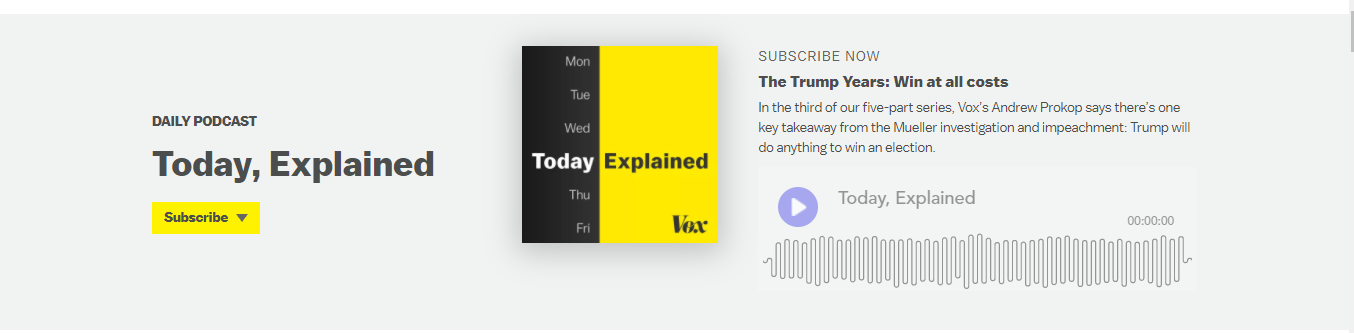 DAILY PODCAST
Today, Explained
Subscribe
Mon
Tue
Wed
Today Explained
Thu
Fri
Vox
SUBSCRIBE NOW
The Trump Years: Win at all costs
In the third of our five-part series, Vox's Andrew Prokop says there's one
key takeaway from the Mueller investigation and impeachment: Trump will
do anything to win an election.
Today, Explained
00:00:00